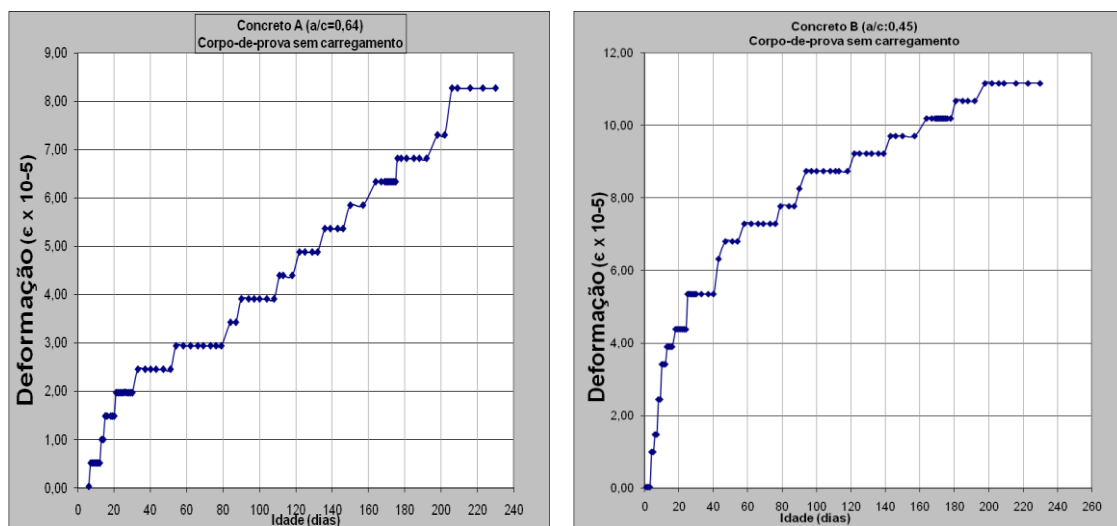 Concreto A (a/c=0,64)
Corpo-de-prova sem carregamento
9,00
8,00
7,00
6,00
5,00
4,00
3,00
2,00
1,00
0,00
Deformação (є x 10-5)
0 20 40 60 80 100 120 140 160 180 200 220 240
Idade (dias)
Concreto B (a/c:0,45)
Corpo-de-prova sem carregamento
12,00
10,00
8,00
6,00
4,00
2,00
0,00
Deformação (є x 10-5)
0 20 40 60 80 100 120 140 160 180 200 220 240 260
Idade (dias)